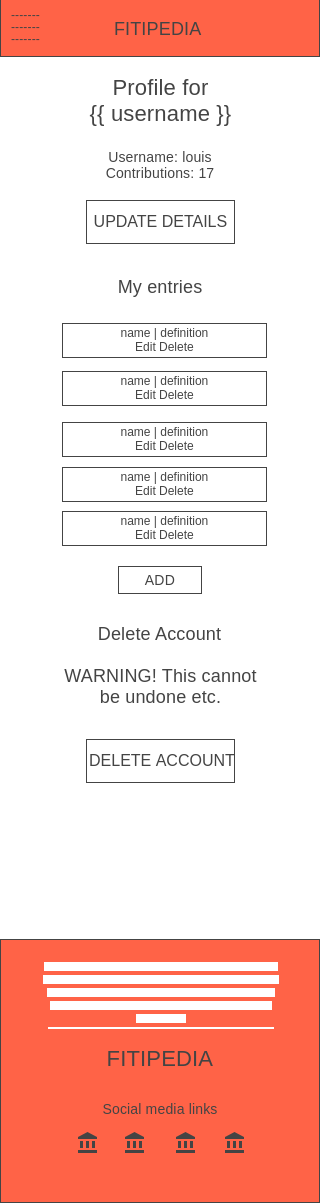 FITIPEDIA
Profile for
{{ username }}
Username: louis
Contributions: 17
UPDATE DETAILS
My entries
name | definition
Edit Delete
name | definition
Edit Delete
name | definition
Edit Delete
name | definition
Edit Delete
name | definition
Edit Delete
ADD
Delete Account
WARNING! This cannot
be undone etc.
DELETE ACCOUNT
FITIPEDIA
Social media links